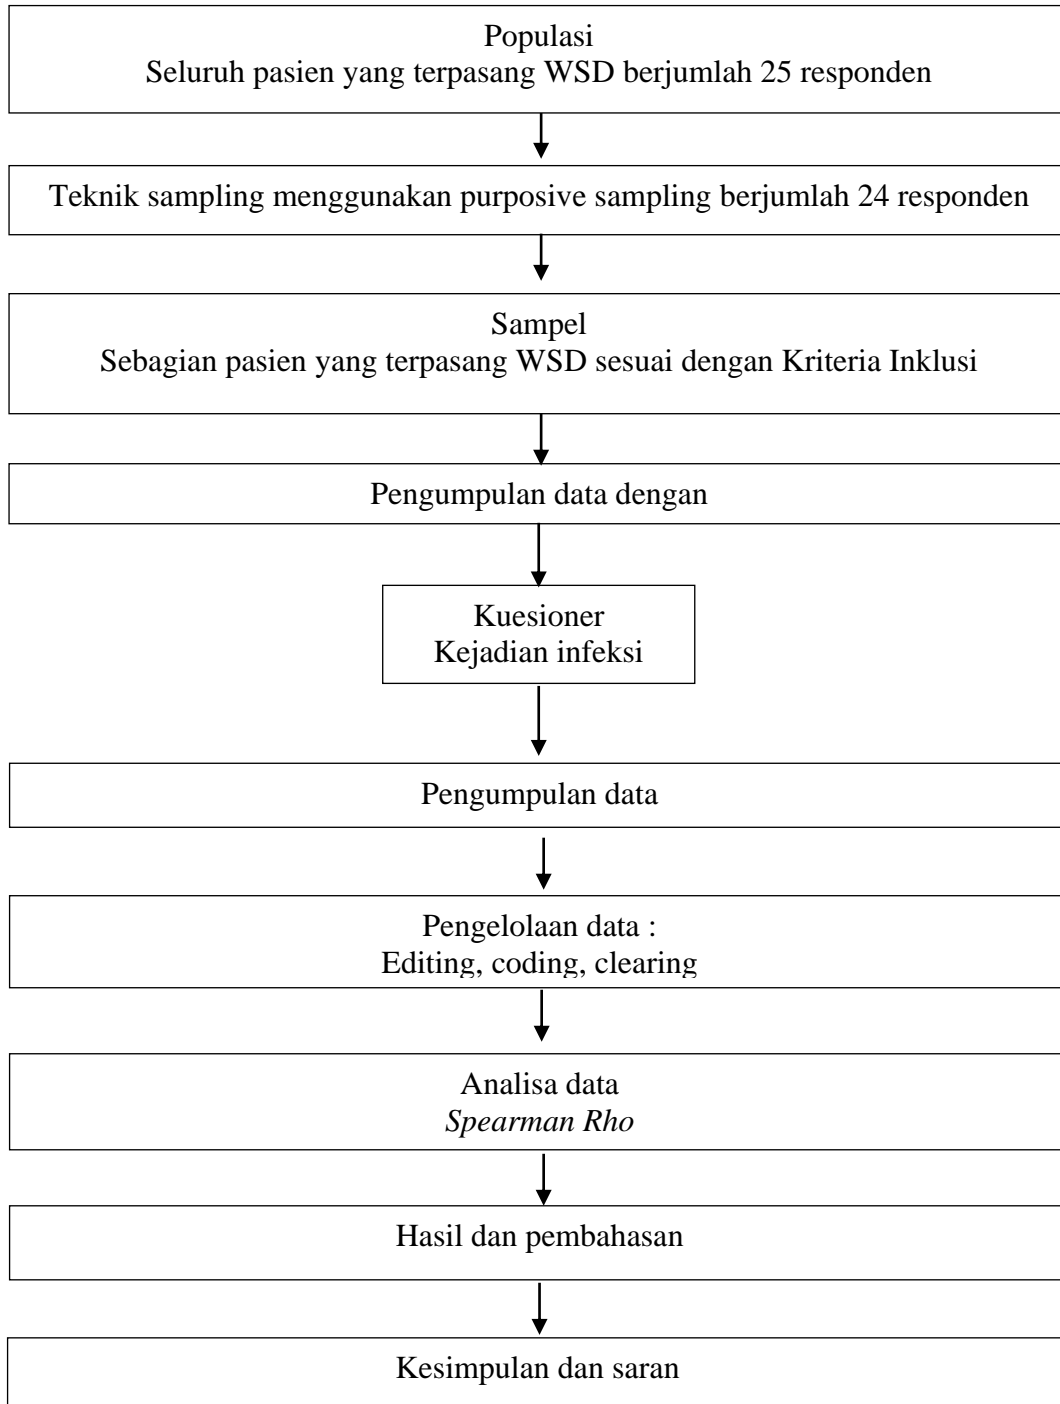 Populasi
Seluruh pasien yang terpasang WSD berjumlah 25 responden
Teknik sampling menggunakan purposive sampling berjumlah 24 responden
Sampel
Sebagian pasien yang terpasang WSD sesuai dengan Kriteria Inklusi
Pengumpulan data dengan
Kuesioner
Kejadian infeksi
Pengumpulan data
Pengelolaan data :
Editing, coding, clearing
Analisa data
Spearman Rho
Hasil dan pembahasan
Kesimpulan dan saran